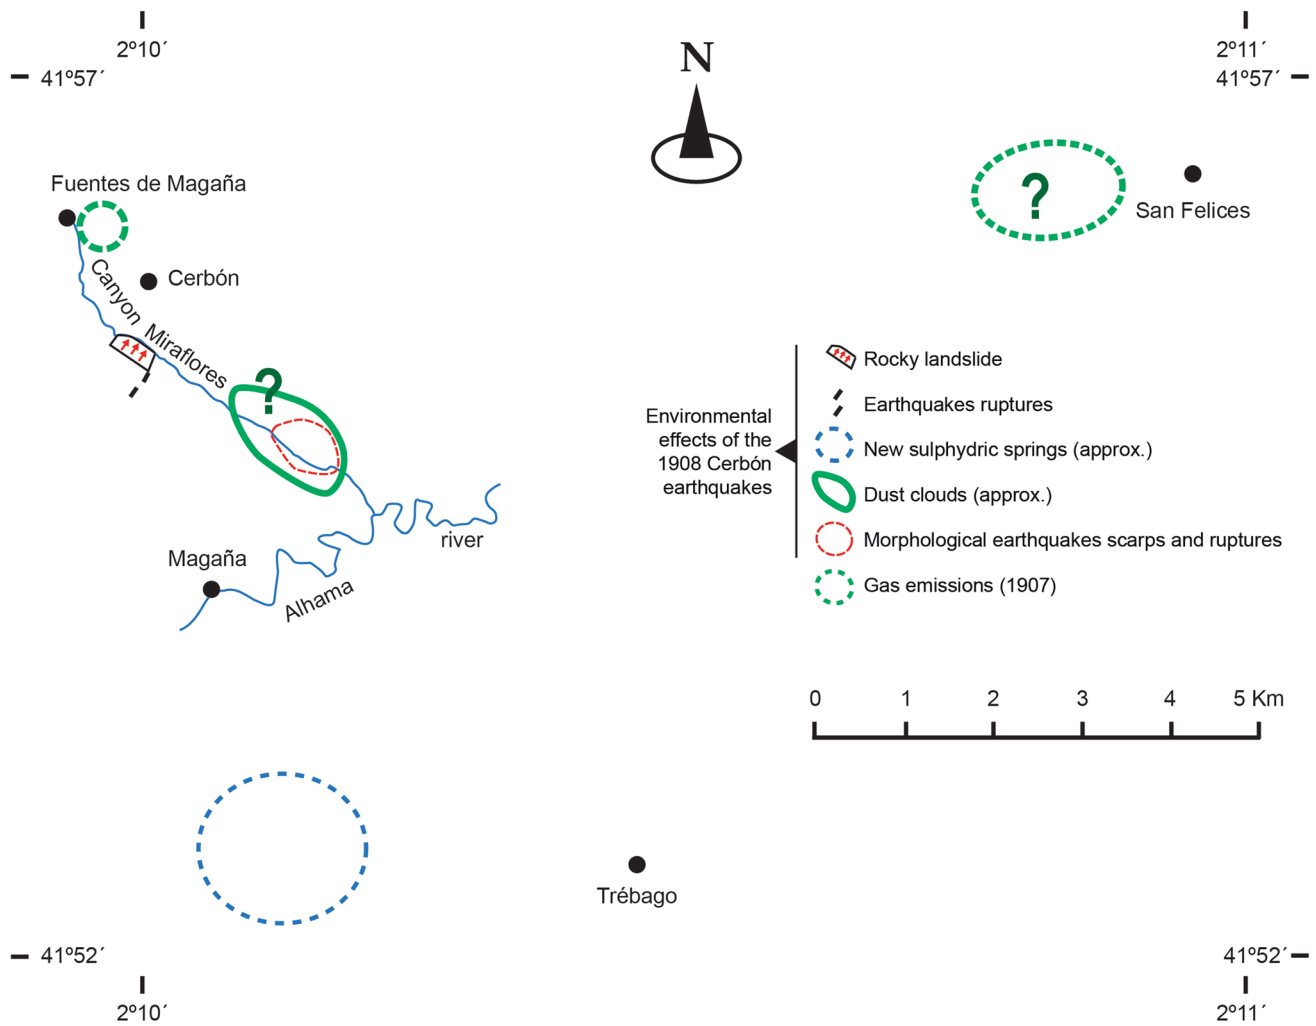 2º10´
2º11´
41º57´
41º57´
N
Fuentes de Magaña
?
San Felices
Cerbón
Canyon Miraflores
?
Rocky landslide
Earthquakes ruptures
New sulphydric springs (approx.)
Dust clouds (approx.)
Morphological earthquakes scarps and ruptures
Gas emissions (1907)
Environmental
effects of the
1908 Cerbón
earthquakes
river
Magaña
Alhama
0 1 2 3 4 5 Km
Trébago
41º52´
41º52´
2º10´
2º11´